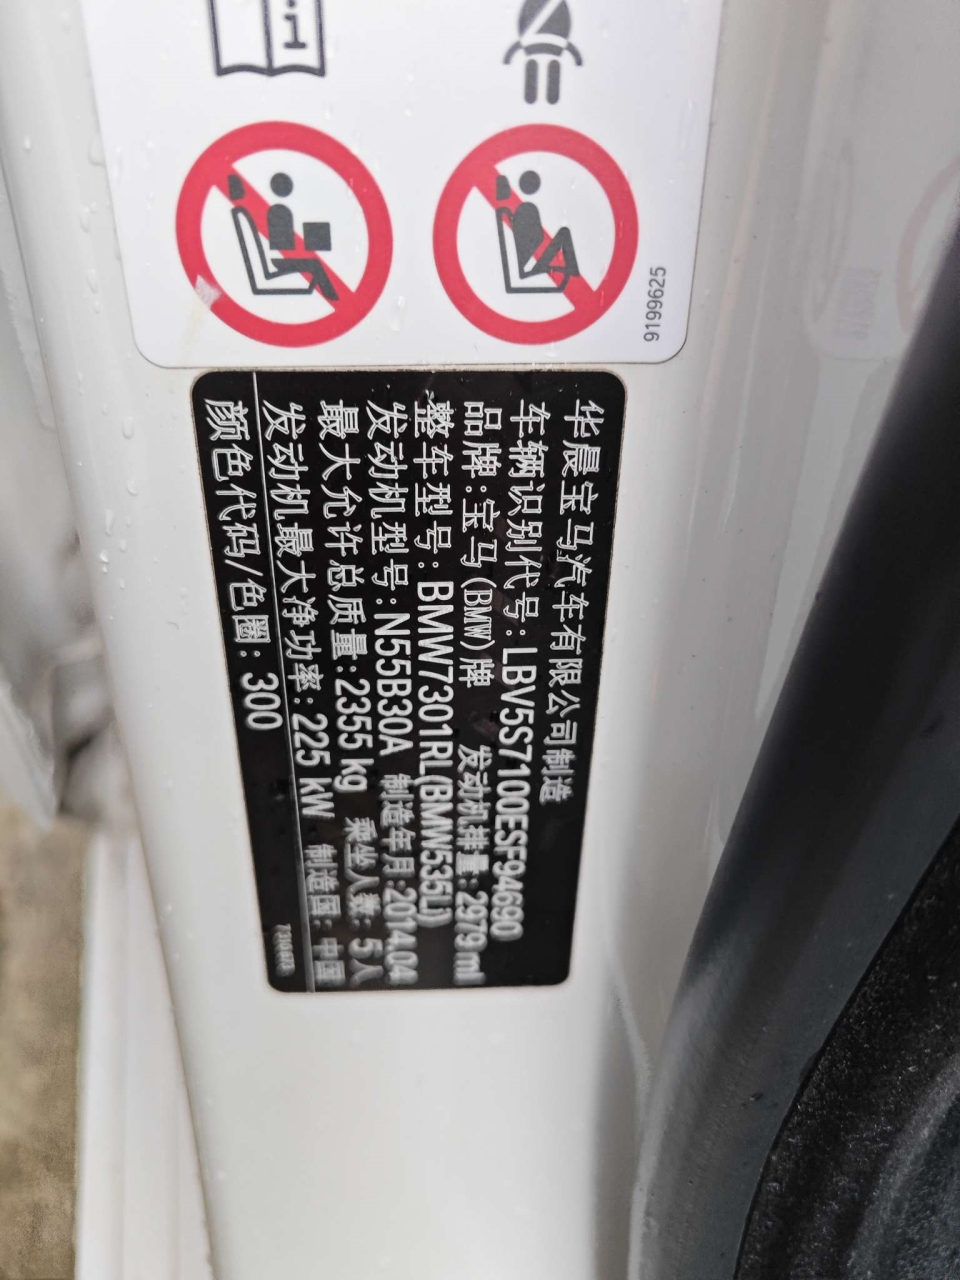 9199625
华晨宝马汽车有限公司制造
车辆识别代号:LBV5S7100ESF94690
品牌:宝马(BMW)牌 发动机排量:2979 ml
整车型号:BMW7301RL(BMW535Li)
发动机型号:N55B30A 制造年月:2014.04
最大允许总质量:2355 kg 乘坐人数:5人
发动机最大净功率:225 kW 制造国:中国
颜色代码/色圈:300